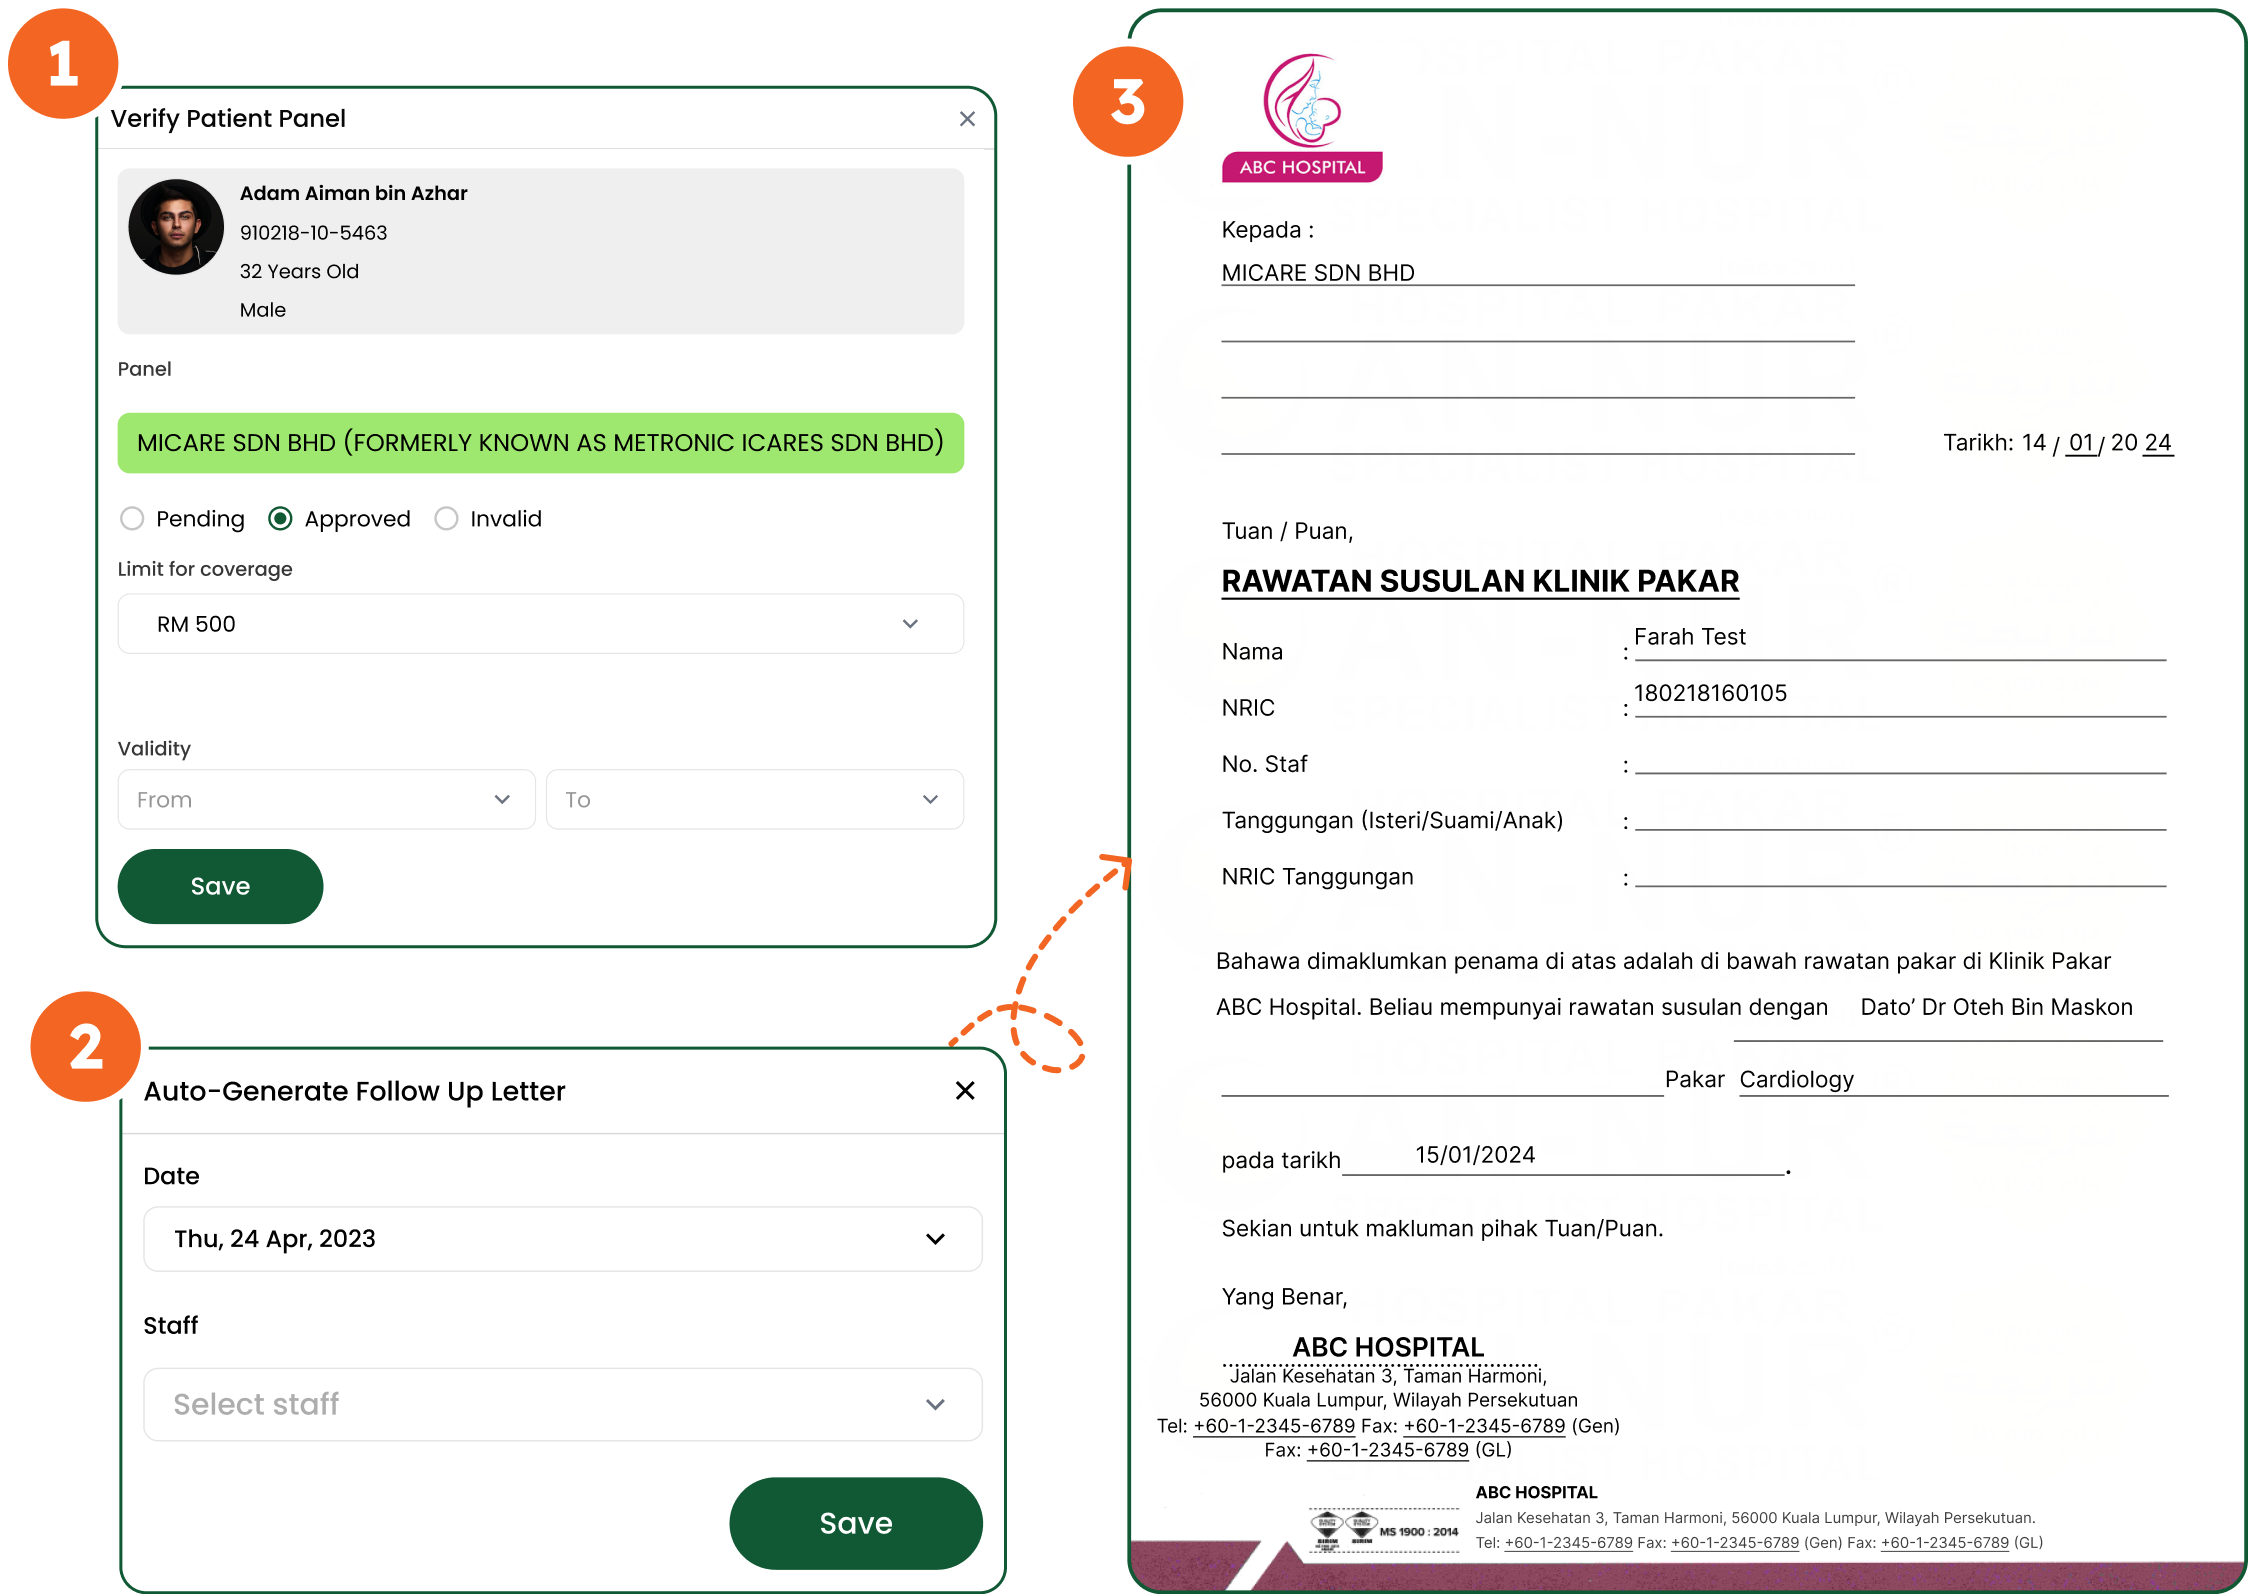 1
Verify Patient Panel
Adam Aiman bin Azhar
910218-10-5463
32 Years Old
Male
Panel
MICARE SDN BHD (FORMERLY KNOWN AS METRONIC ICARES SDN BHD)
Pending Approved Invalid
Limit for coverage
RM 500
Validity
From To
Save
2
Auto-Generate Follow Up Letter
Date
Thu, 24 Apr, 2023
Staff
Select staff
Save
3
ABC HOSPITAL
Kepada :
MICARE SDN BHD
Tarikh: 14 / 01 / 20 24
Tuan / Puan,
RAWATAN SUSULAN KLINIK PAKAR
Nama : Farah Test
NRIC : 180218160105
No. Staf :
Tanggungan (Isteri/Suami/Anak) :
NRIC Tanggungan :
Bahawa dimaklumkan penama di atas adalah di bawah rawatan pakar di Klinik Pakar
ABC Hospital. Beliau mempunyai rawatan susulan dengan Dato’ Dr Oteh Bin Maskon
Pakar Cardiology
pada tarikh 15/01/2024 .
Sekian untuk makluman pihak Tuan/Puan.
Yang Benar,
ABC HOSPITAL
Jalan Kesehatan 3, Taman Harmoni,
56000 Kuala Lumpur, Wilayah Persekutuan
Tel: +60-1-2345-6789 Fax: +60-1-2345-6789 (Gen)
Fax: +60-1-2345-6789 (GL)
MS 1900 : 2014
ABC HOSPITAL
Jalan Kesehatan 3, Taman Harmoni, 56000 Kuala Lumpur, Wilayah Persekutuan.
Tel: +60-1-2345-6789 Fax: +60-1-2345-6789 (Gen) Fax: +60-1-2345-6789 (GL)